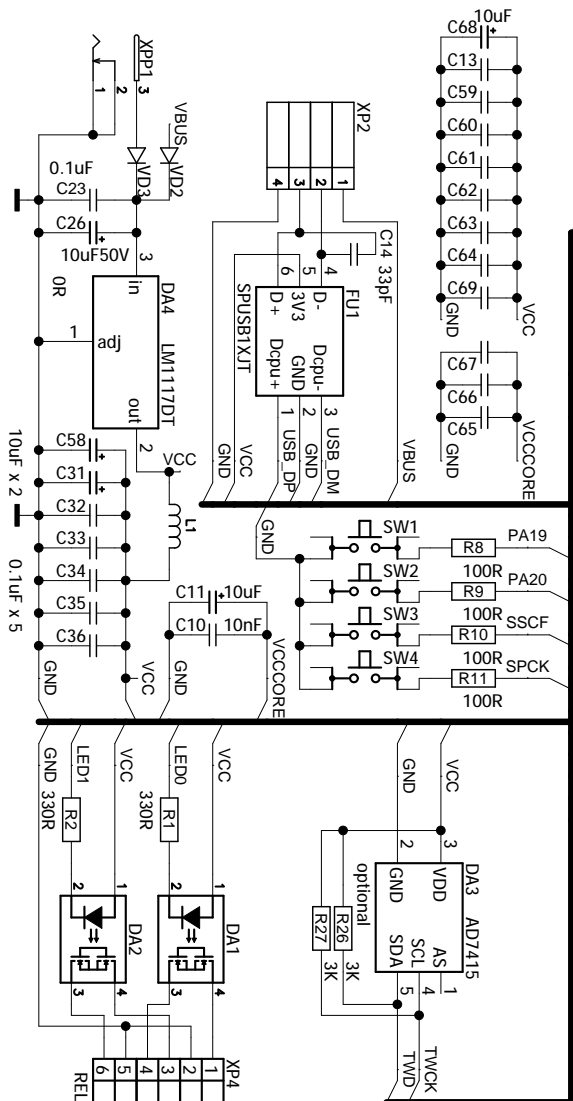 C68
10uF
C13
C59
C60
C61
C62
C63
C64
C69
GND
VCC
C67
C66
C65
GND
VCCCORE
XPP1
1
2
3
VBUS
VD3
VD2
0.1uF
C23
C26
10uF50V
0R
3
in
DA4
1
adj
LM1117DT
out
2
VCC
10uF x 2
C58
C31
C32
C33
C34
0.1uF x 5
C35
C36
L1
GND
VCC
XP2
4
3
2
1
C14
33pF
6
5
4
D+
3V3
D-
FU1
SPUSB1XJT
Dcpu+
GND
Dcpu-
1
2
3
GND
VCC
USB_DP
GND
USB_DM
VBUS
GND
SW1
R8
PA19
100R
SW2
R9
PA20
100R
SW3
R10
SSCF
100R
SW4
R11
SPCK
100R
C11
10uF
C10
10nF
GND
VCCCORE
GND
LED1
VCC
LED0
VCC
330R
R2
330R
R1
2
1
2
1
DA2
DA1
3
4
3
4
6
5
4
3
2
1
XP4
REL
GND
VCC
2
3
DA3
GND
VDD
AD7415
optional
R27
R26
3K
3K
SDA
SCL
AS
5
4
1
TWD
TWCK